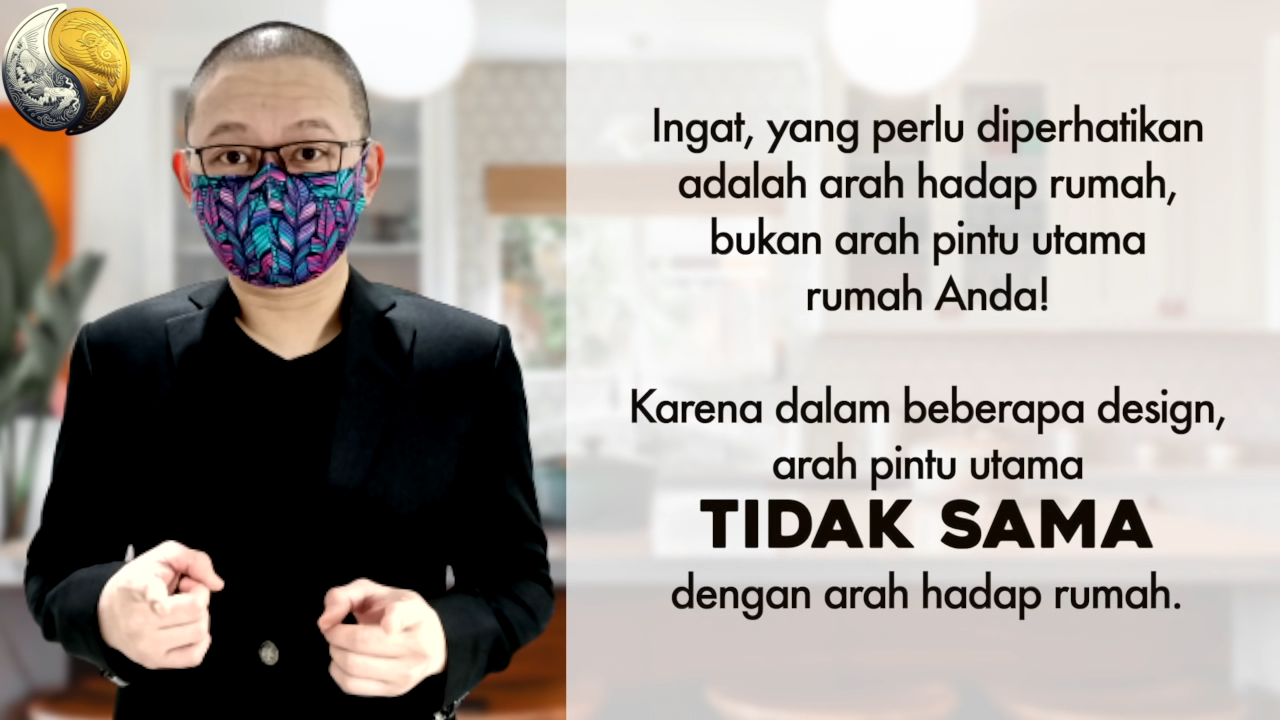 Ingat, yang perlu diperhatikan
adalah arah hadap rumah,
bukan arah pintu utama
rumah Anda!
Karena dalam beberapa design,
arah pintu utama
TIDAK SAMA
dengan arah hadap rumah.